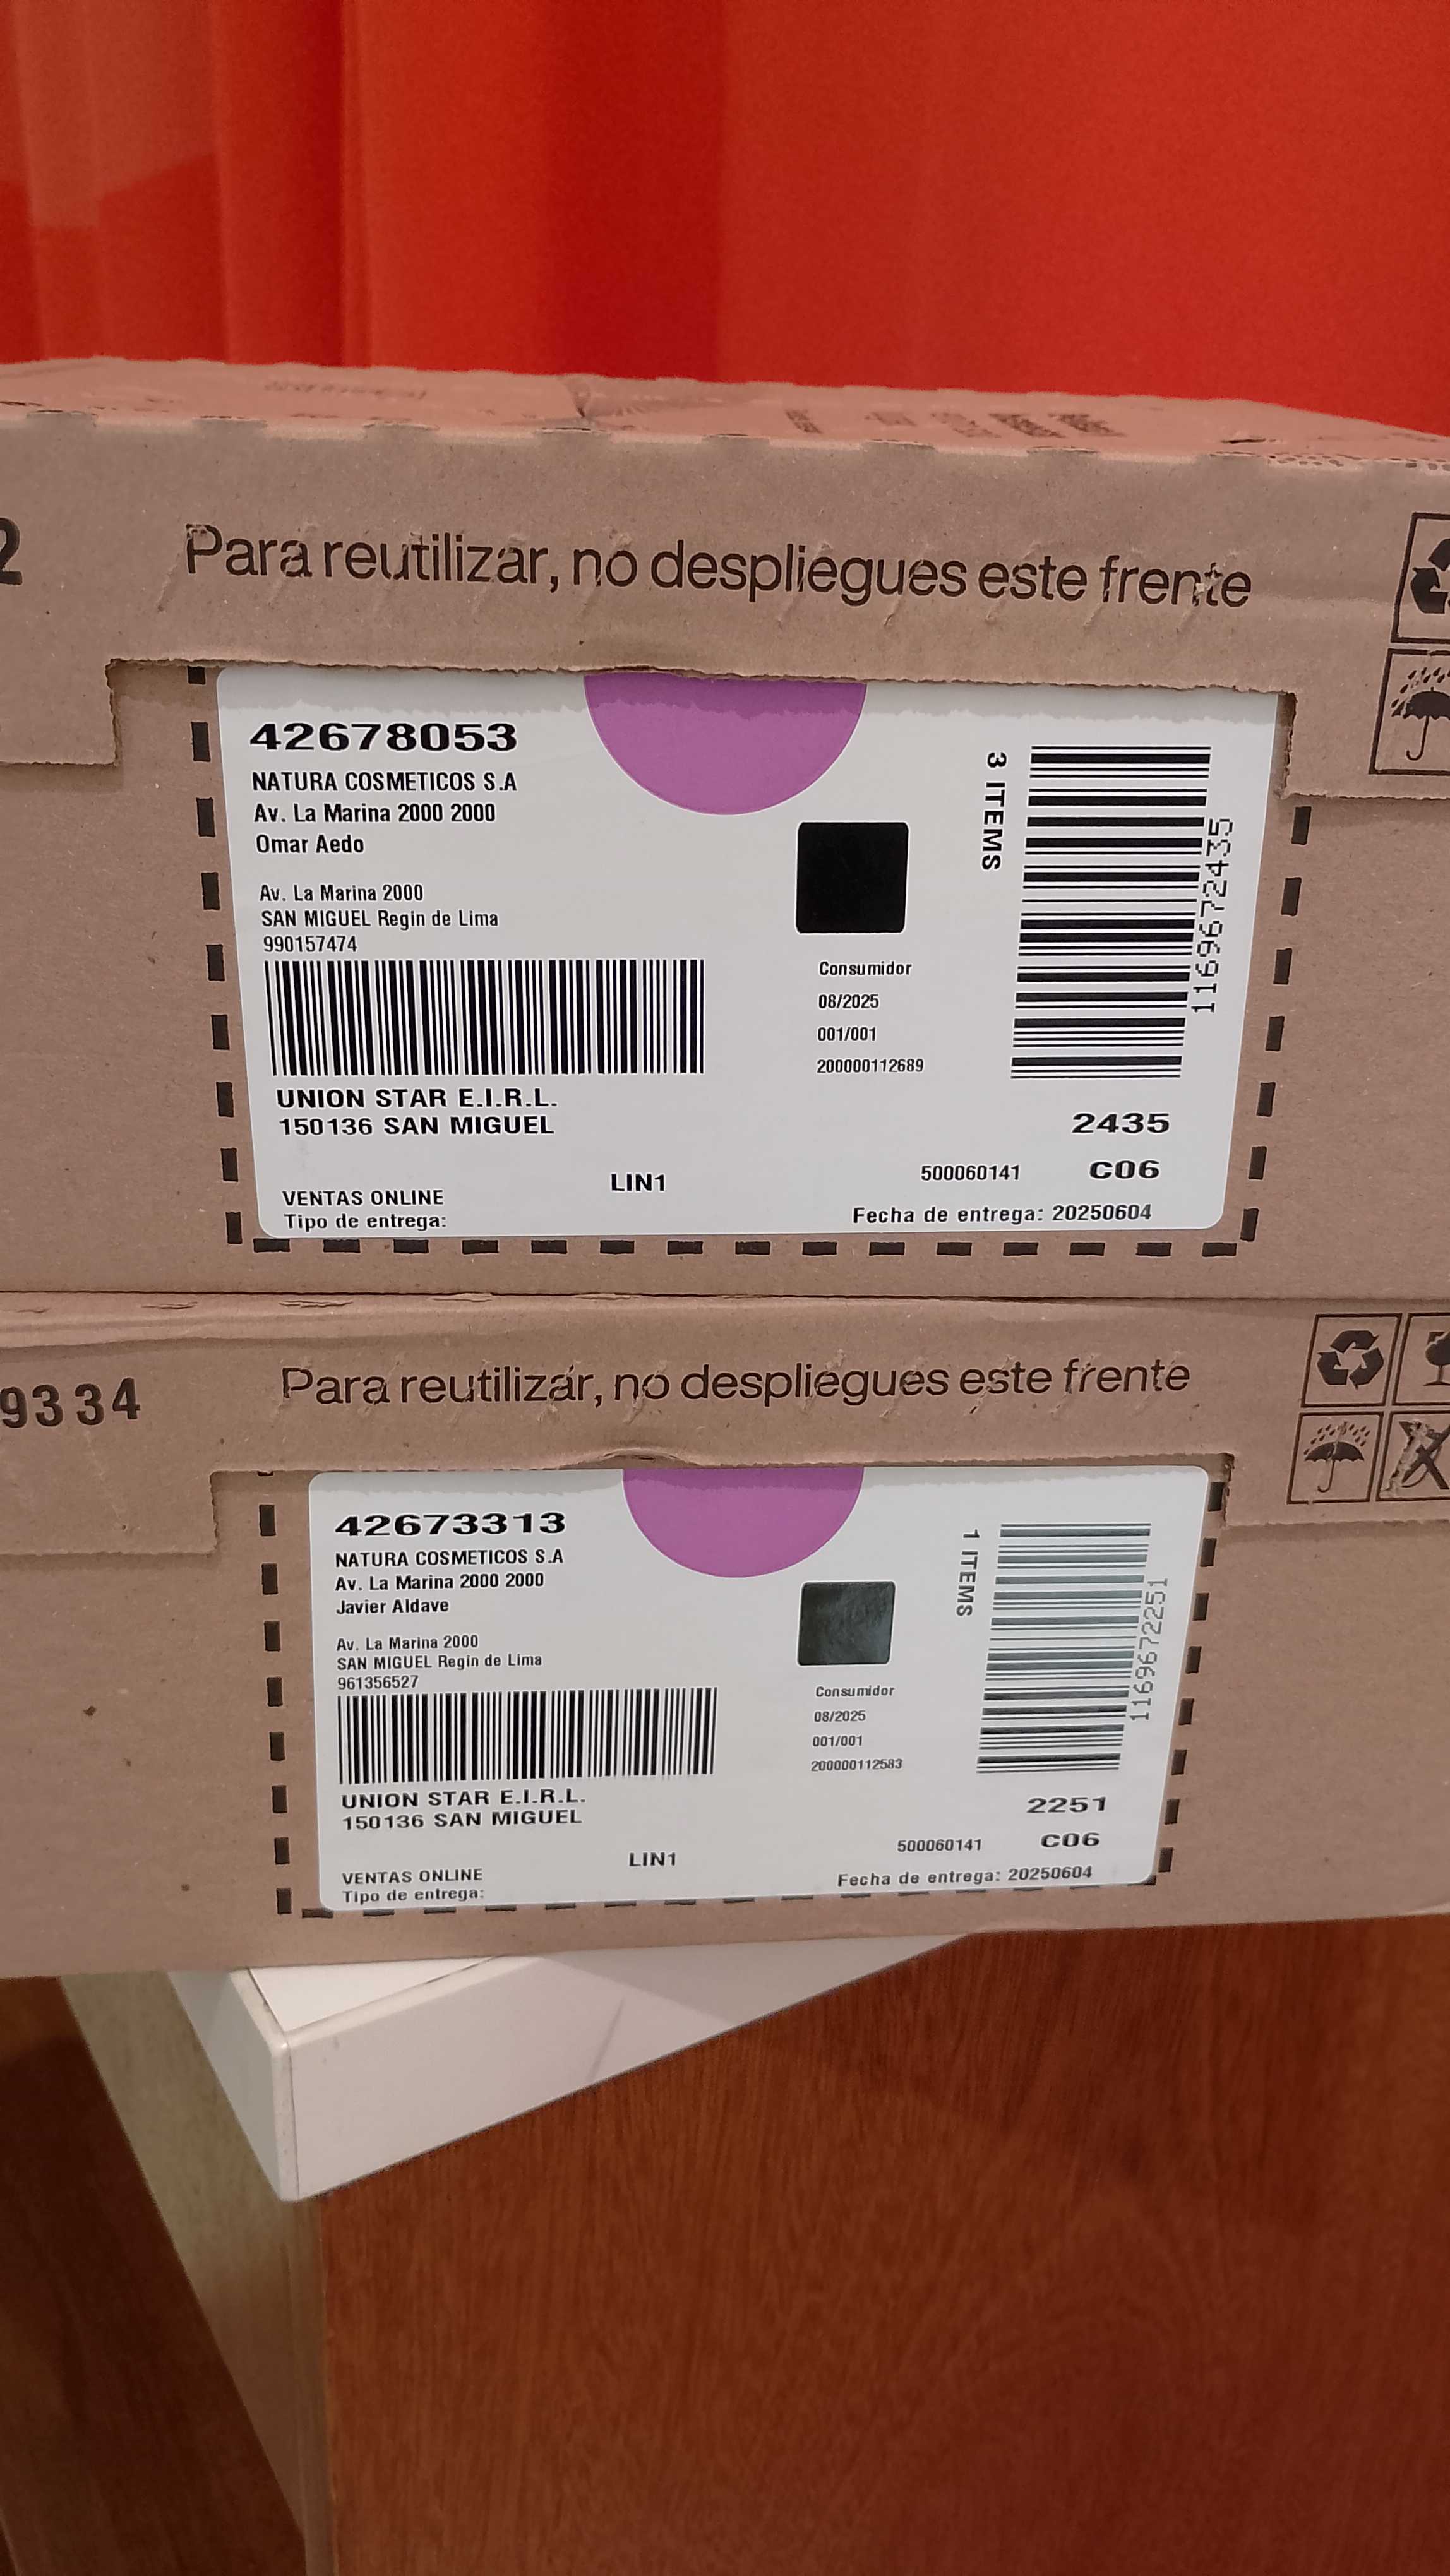 2
Para reutilizar, no despliegues este frente
42678053
NATURA COSMETICOS S.A
Av. La Marina 2000 2000
Omar Aedo
Av. La Marina 2000
SAN MIGUEL Regin de Lima
990157474
UNION STAR E.I.R.L.
150136 SAN MIGUEL
VENTAS ONLINE
Tipo de entrega:
LIN1
Consumidor
08/2025
001/001
200000112689
3 ITEMS
1169672435
2435
500060141 C06
Fecha de entrega: 20250604
9334
Para reutilizar, no despliegues este frente
42673313
NATURA COSMETICOS S.A
Av. La Marina 2000 2000
Javier Aldave
Av. La Marina 2000
SAN MIGUEL Regin de Lima
961356527
UNION STAR E.I.R.L.
150136 SAN MIGUEL
VENTAS ONLINE
Tipo de entrega:
LIN1
Consumidor
08/2025
001/001
200000112583
1 ITEMS
1169672251
2251
500060141 C06
Fecha de entrega: 20250604